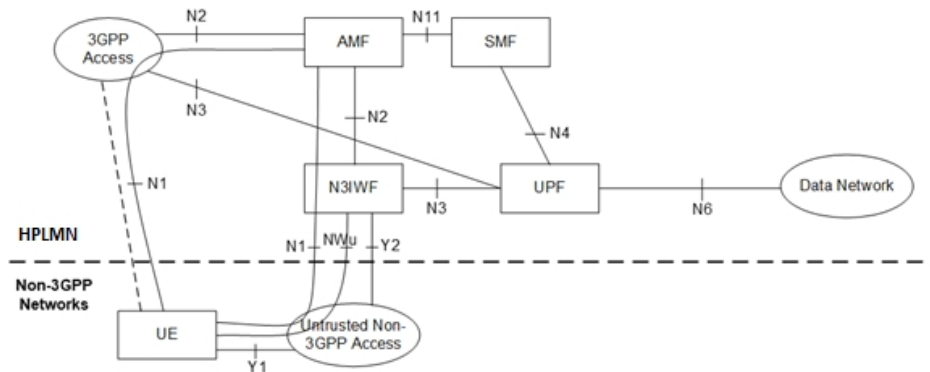 N2
N11
3GPP
Access
AMF
SMF
N3
N2
N4
N1
N3IWF
N3
UPF
N6
Data Network
HPLMN
N1
NWu
Y2
Non-3GPP
Networks
UE
Untrusted Non-
3GPP Access
Y1